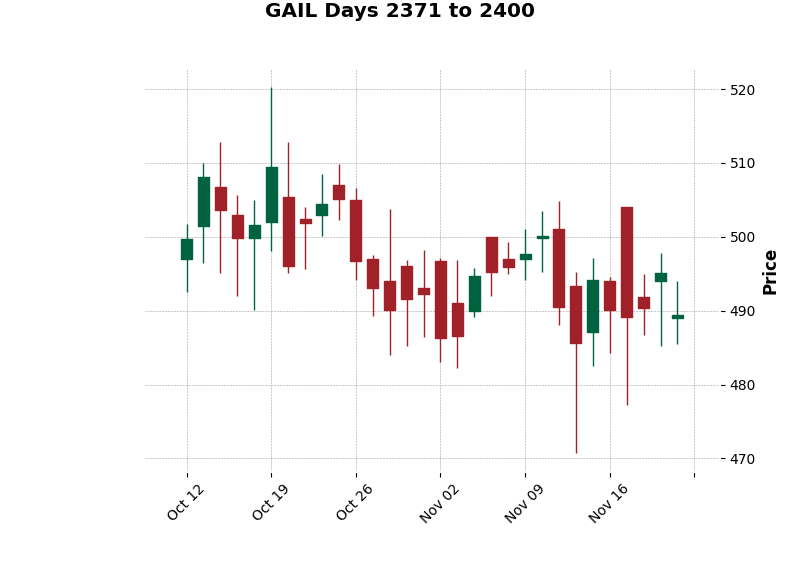 GAIL Days 2371 to 2400
520
510
500
490
480
470
Price
Oct 12
Oct 19
Oct 26
Nov 02
Nov 09
Nov 16